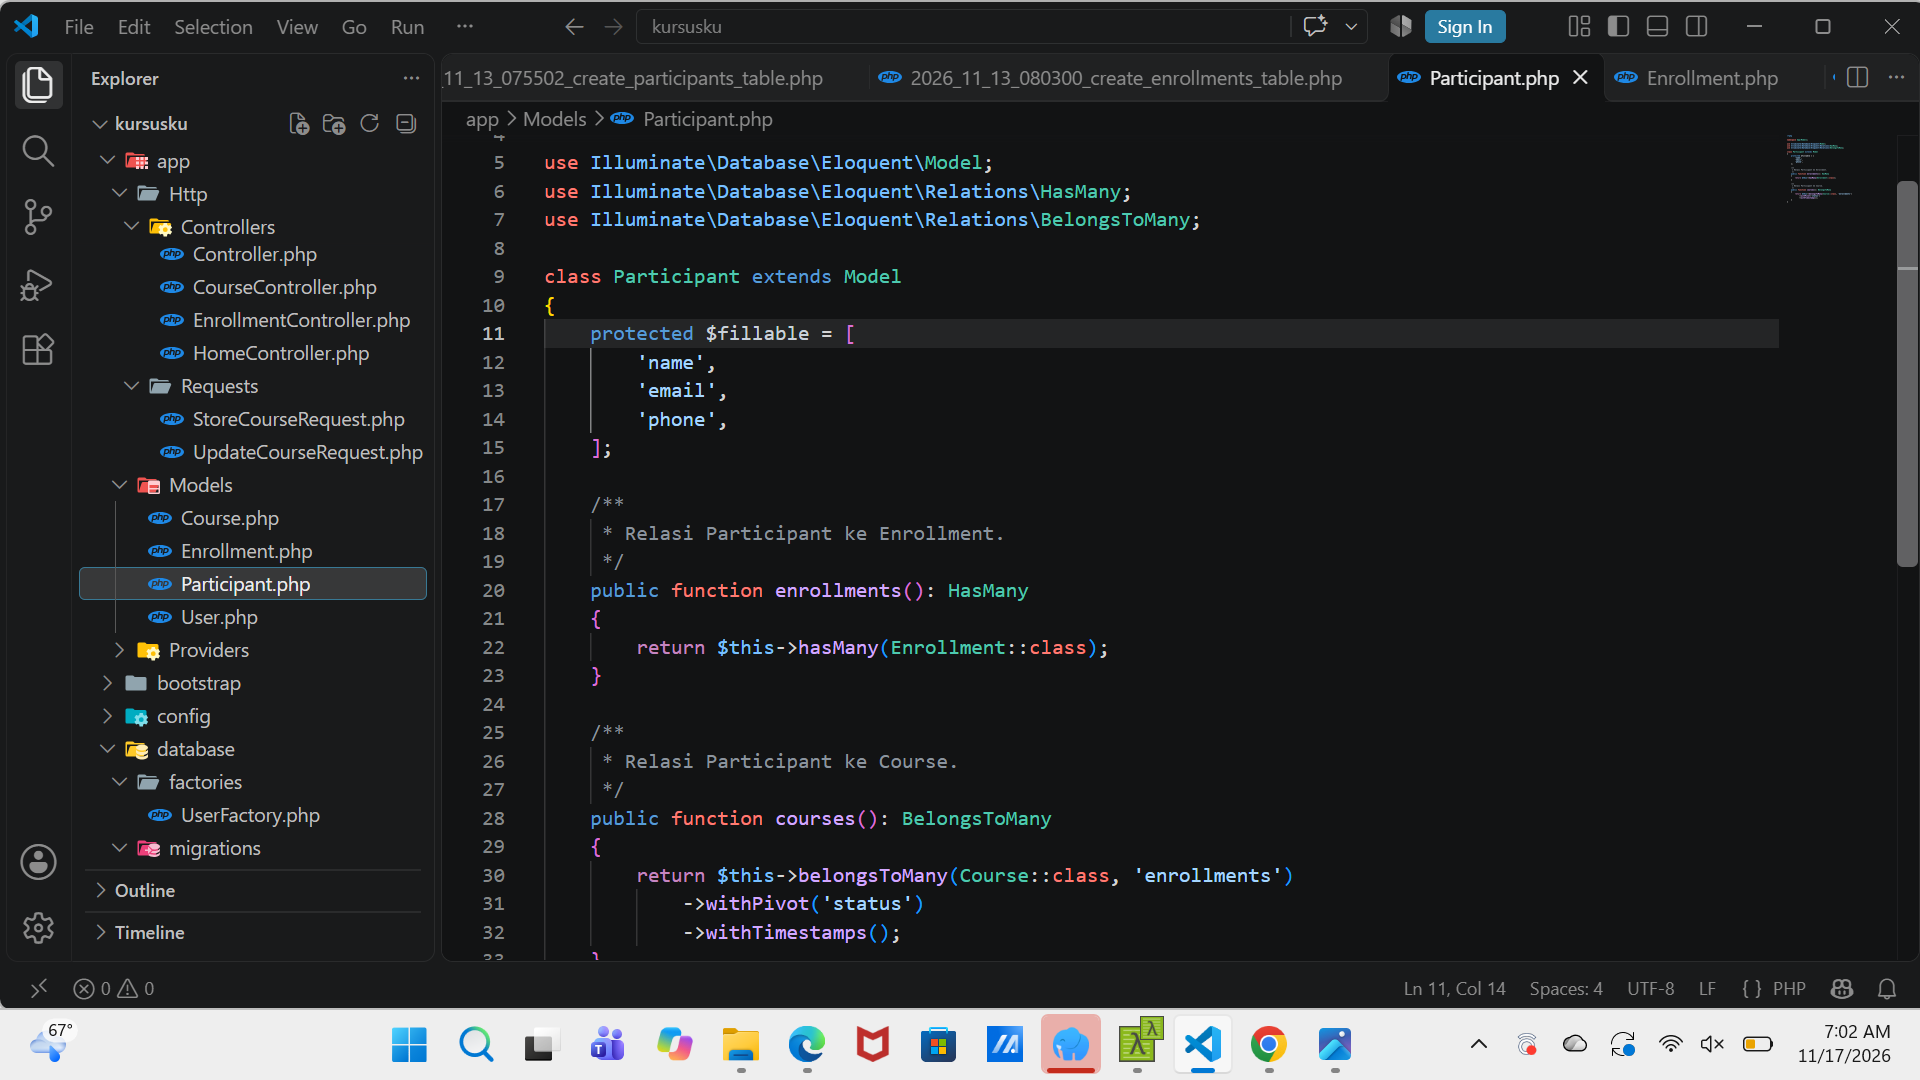 File Edit Selection View Go Run ···
kursusku
Sign In
Explorer
11_13_075502_create_participants_table.php
2026_11_13_080300_create_enrollments_table.php
Participant.php
Enrollment.php
kursusku
app
Http
Controllers
Controller.php
CourseController.php
EnrollmentController.php
HomeController.php
Requests
StoreCourseRequest.php
UpdateCourseRequest.php
Models
Course.php
Enrollment.php
Participant.php
User.php
Providers
bootstrap
config
database
factories
UserFactory.php
migrations
Outline
Timeline
app > Models > Participant.php
4
5 use Illuminate\Database\Eloquent\Model;
6 use Illuminate\Database\Eloquent\Relations\HasMany;
7 use Illuminate\Database\Eloquent\Relations\BelongsToMany;
8
9 class Participant extends Model
10 {
11 protected $fillable = [
12 'name',
13 'email',
14 'phone',
15 ];
16
17 /**
18 * Relasi Participant ke Enrollment.
19 */
20 public function enrollments(): HasMany
21 {
22 return $this->hasMany(Enrollment::class);
23 }
24
25 /**
26 * Relasi Participant ke Course.
27 */
28 public function courses(): BelongsToMany
29 {
30 return $this->belongsToMany(Course::class, 'enrollments')
31 ->withPivot('status')
32 ->withTimestamps();
33 }
0 0
Ln 11, Col 14 Spaces: 4 UTF-8 LF {} PHP
67°
7:02 AM
11/17/2026